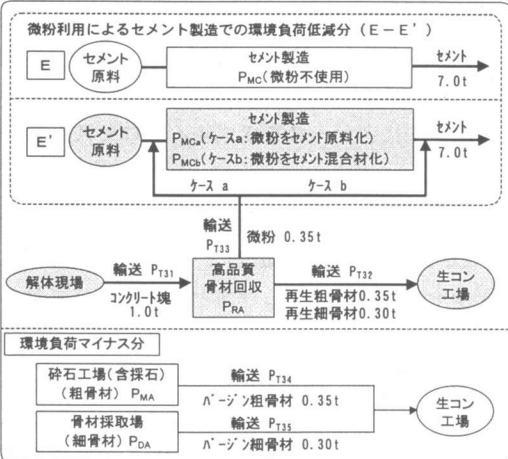 微粉利用によるセメント製造での環境負荷低減分（Ｅ－Ｅ’）
E
セメント
原料
セメント製造
PMC(微粉不使用)
セメント
7.0t
E’
セメント
原料
セメント製造
PMCa(ケースa:微粉をセメント原料化)
PMCb(ケースb:微粉をセメント混合材化)
セメント
7.0t
ケース a
ケース b
輸送
PT33
微粉 0.35t
解体現場
輸送 PT31
コンクリート塊
1.0t
高品質
骨材回収
PRA
輸送 PT32
再生粗骨材0.35t
再生細骨材0.30t
生コン
工場
環境負荷マイナス分
砕石工場(含採石)
(粗骨材) PMA
輸送 PT34
バージン粗骨材 0.35t
骨材採取場
(細骨材) PDA
輸送 PT35
バージン細骨材 0.30t
生コン
工場